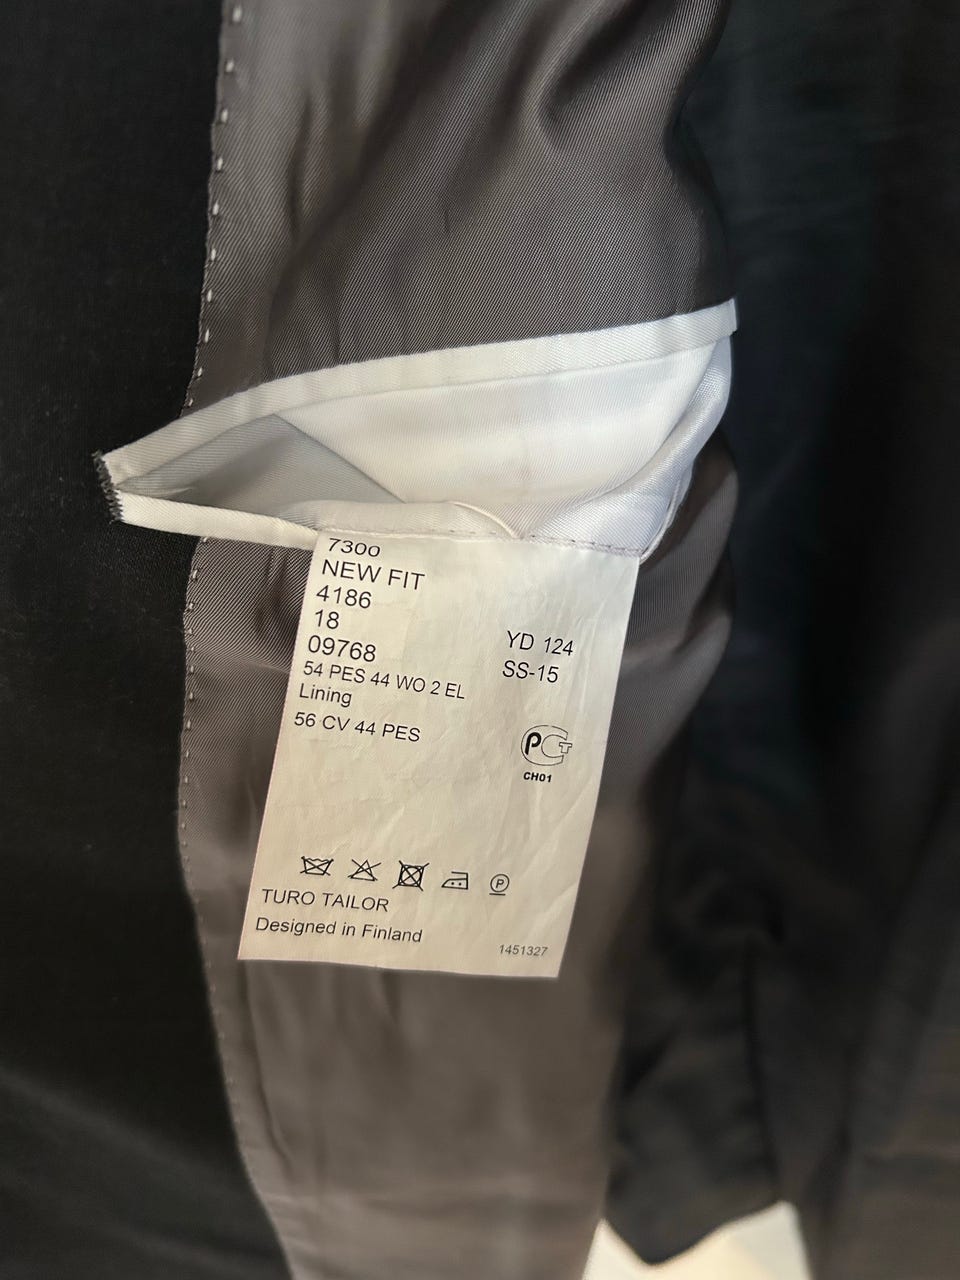 7300
NEW FIT
4186
18
09768
54 PES 44 WO 2 EL
Lining
56 CV 44 PES
YD 124
SS-15
РСТ
CH01
P
TURO TAILOR
Designed in Finland
1451327